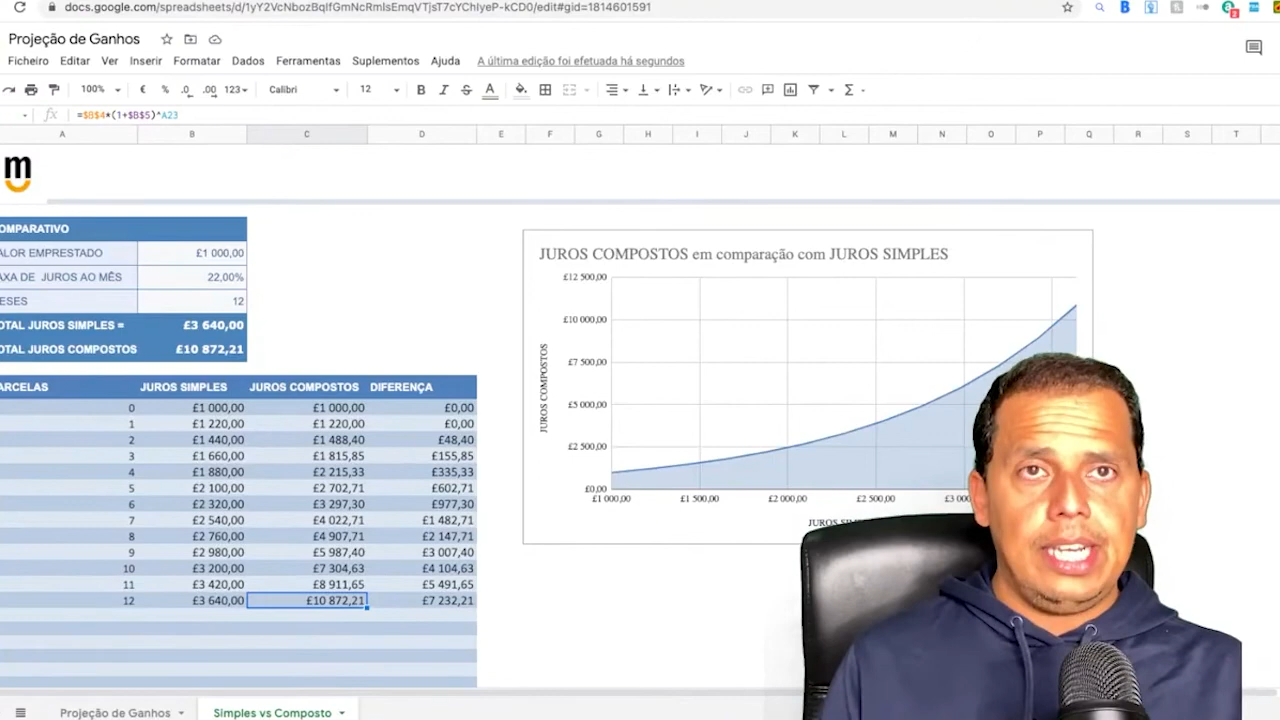 docs.google.com/spreadsheets/d/1yY2VcNbozBqIfGmNcRmlsEmqVTjsT7cYChIyeP-kCD0/edit#gid=1814601591
Projeção de Ganhos
Ficheiro Editar Ver Inserir Formatar Dados Ferramentas Suplementos Ajuda A última edição foi efetuada há segundos
100% € % .0 .00 123 Calibri 12 B I S A Σ
fx =$B$4*(1+$B$5)^A23
A B C D E F G H I J K L M N O P Q R S T
m
OMPARATIVO
ALOR EMPRESTADO £1 000,00
AXA DE JUROS AO MÊS 22,00%
ESES 12
OTAL JUROS SIMPLES = £3 640,00
OTAL JUROS COMPOSTOS £10 872,21
ARCELAS JUROS SIMPLES JUROS COMPOSTOS DIFERENÇA
0 £1 000,00 £1 000,00 £0,00
1 £1 220,00 £1 220,00 £0,00
2 £1 440,00 £1 488,40 £48,40
3 £1 660,00 £1 815,85 £155,85
4 £1 880,00 £2 215,33 £335,33
5 £2 100,00 £2 702,71 £602,71
6 £2 320,00 £3 297,30 £977,30
7 £2 540,00 £4 022,71 £1 482,71
8 £2 760,00 £4 907,71 £2 147,71
9 £2 980,00 £5 987,40 £3 007,40
10 £3 200,00 £7 304,63 £4 104,63
11 £3 420,00 £8 911,65 £5 491,65
12 £3 640,00 £10 872,21 £7 232,21
JUROS COMPOSTOS em comparação com JUROS SIMPLES
£12 500,00
£10 000,00
£7 500,00
£5 000,00
£2 500,00
£0,00
JUROS COMPOSTOS
£1 000,00 £1 500,00 £2 000,00 £2 500,00 £3 000
JUROS SI
Projeção de Ganhos Simples vs Composto